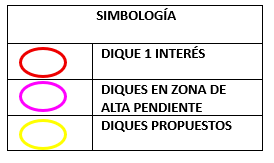 SIMBOLOGÍA
DIQUE 1 INTERÉS
DIQUES EN ZONA DE
ALTA PENDIENTE
DIQUES PROPUESTOS